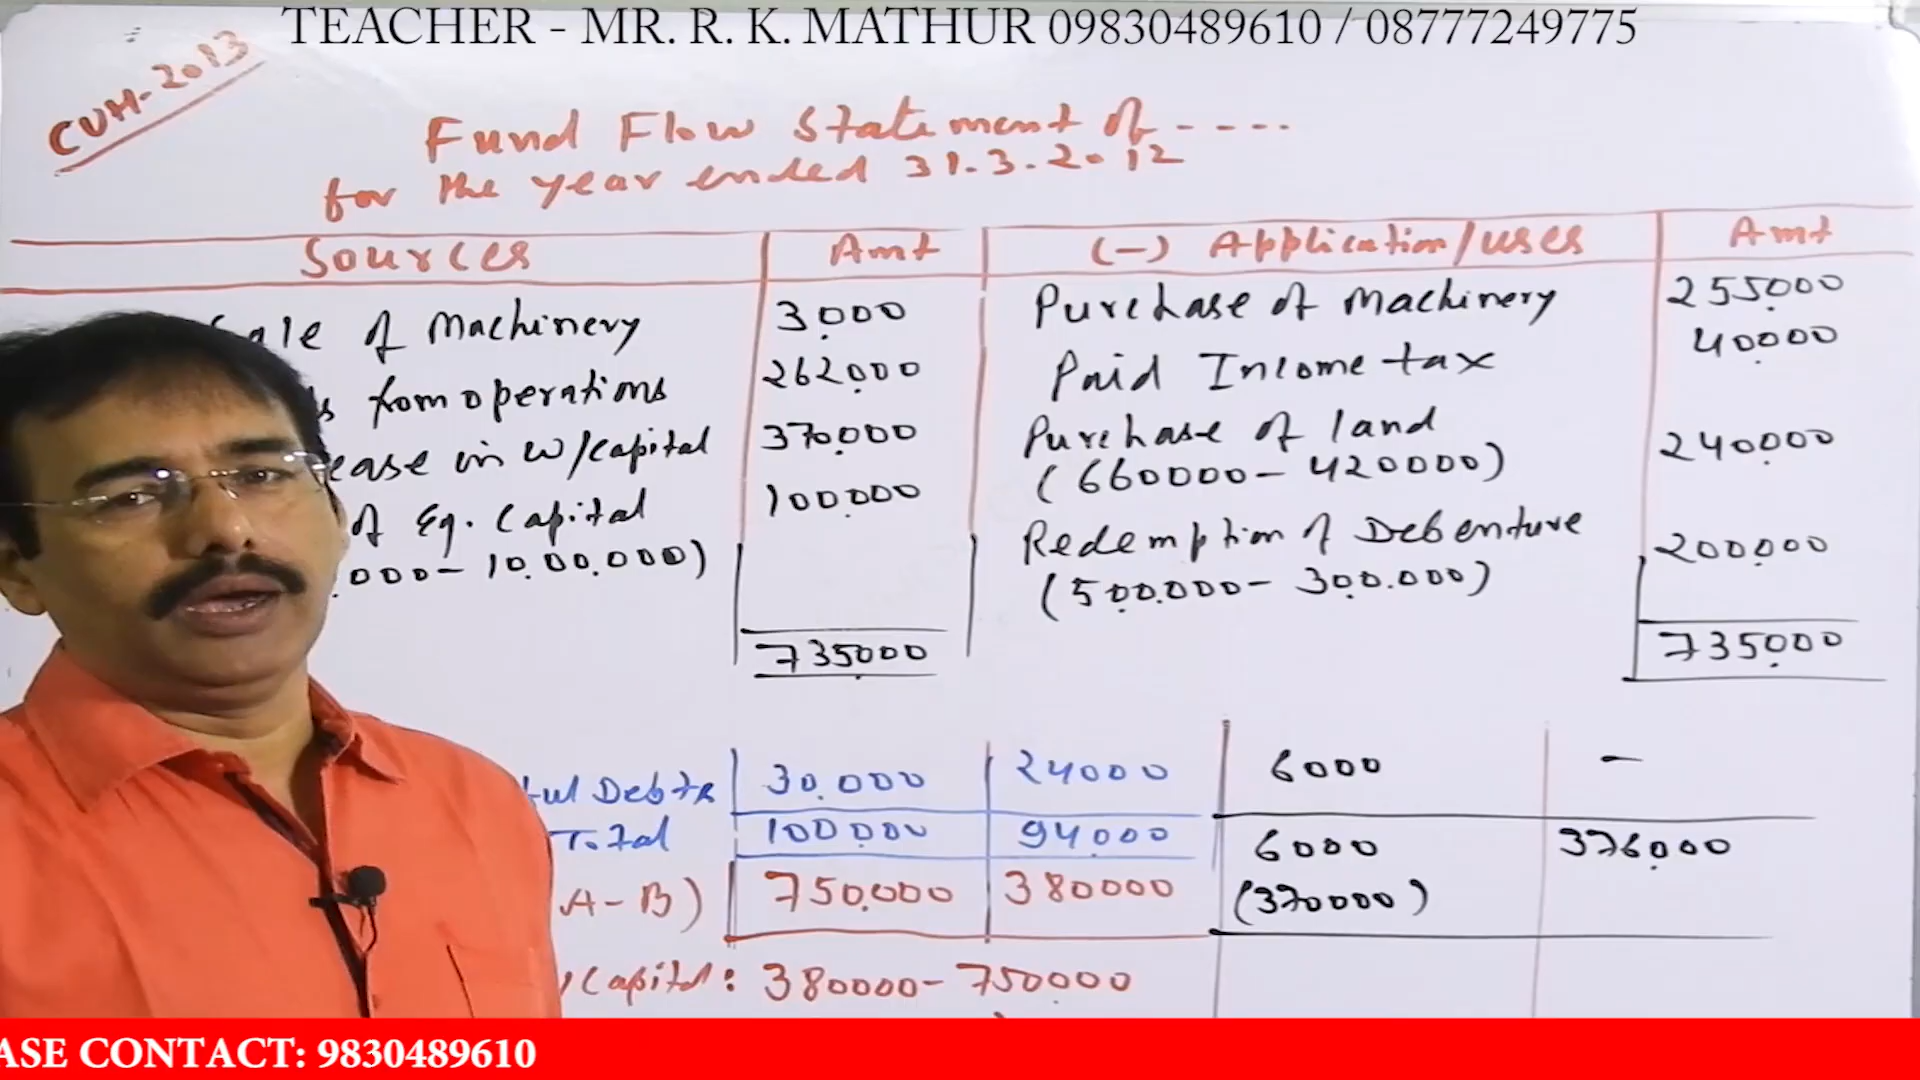 TEACHER - MR. R. K. MATHUR 09830489610 / 08777249775
CUH-2013
Fund Flow Statement of - - - -
for the year ended 31.3.2012
Sources Amt (-) Application/uses Amt
Sale of Machinery 3000 Purchase of Machinery 255000
from operations 262000 Paid Income tax 40000
ease in w/capital 370000 Purchase of land 240000
(660000 - 420000)
of Eq. Capital 100000 Redemption of Debenture 200000
000 - 10,00,000) (500,000 - 300,000)
735000 735000
ful Debts 30,000 24000 6000 -
Total 100000 94000 6000 376000
A - B) 750,000 380000 (370000)
/Capital: 380000 - 750000
ASE CONTACT: 9830489610